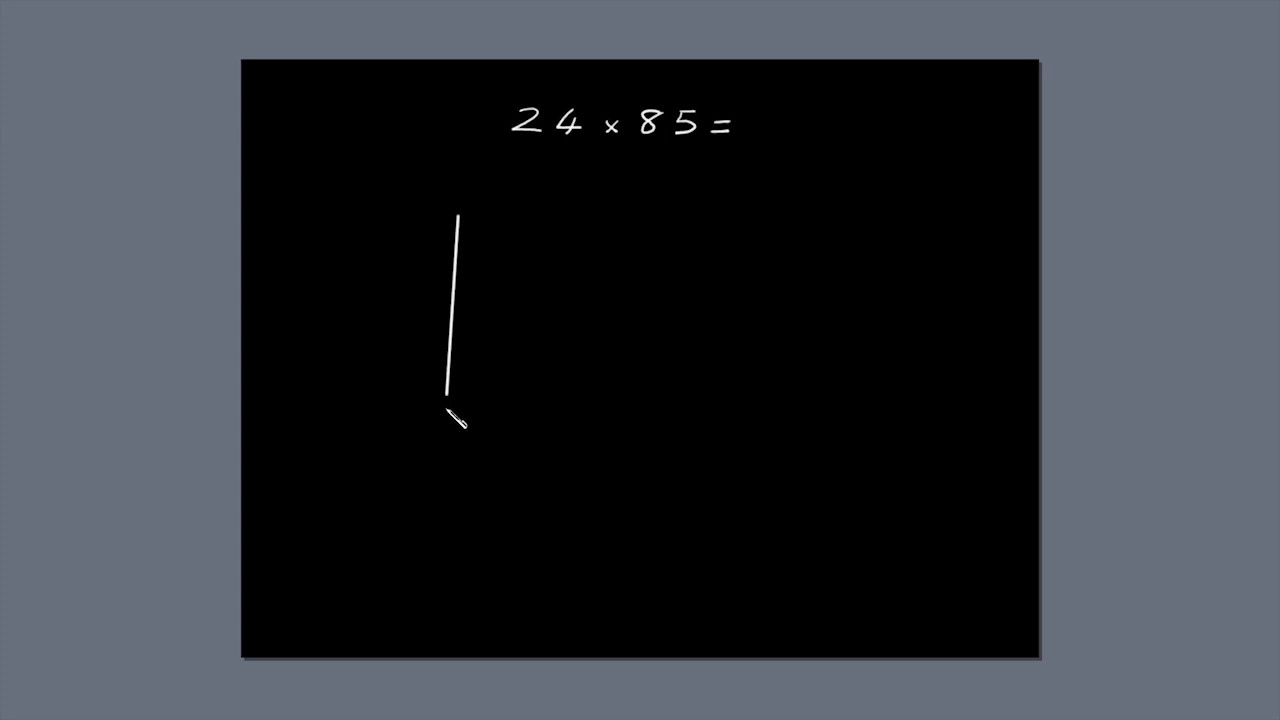 24 × 85 =